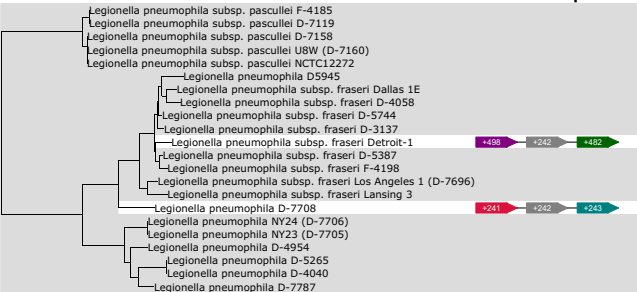 Legionella pneumophila subsp. pascullei F-4185
Legionella pneumophila subsp. pascullei D-7119
Legionella pneumophila subsp. pascullei D-7158
Legionella pneumophila subsp. pascullei U8W (D-7160)
Legionella pneumophila subsp. pascullei NCTC12272
Legionella pneumophila D5945
Legionella pneumophila subsp. fraseri Dallas 1E
Legionella pneumophila subsp. fraseri D-4058
Legionella pneumophila subsp. fraseri D-5744
Legionella pneumophila subsp. fraseri D-3137
Legionella pneumophila subsp. fraseri Detroit-1 +498 +242 +482
Legionella pneumophila subsp. fraseri D-5387
Legionella pneumophila subsp. fraseri F-4198
Legionella pneumophila subsp. fraseri Los Angeles 1 (D-7696)
Legionella pneumophila subsp. fraseri Lansing 3
Legionella pneumophila D-7708 +241 +242 +243
Legionella pneumophila NY24 (D-7706)
Legionella pneumophila NY23 (D-7705)
Legionella pneumophila D-4954
Legionella pneumophila D-5265
Legionella pneumophila D-4040
Legionella pneumophila D-7787